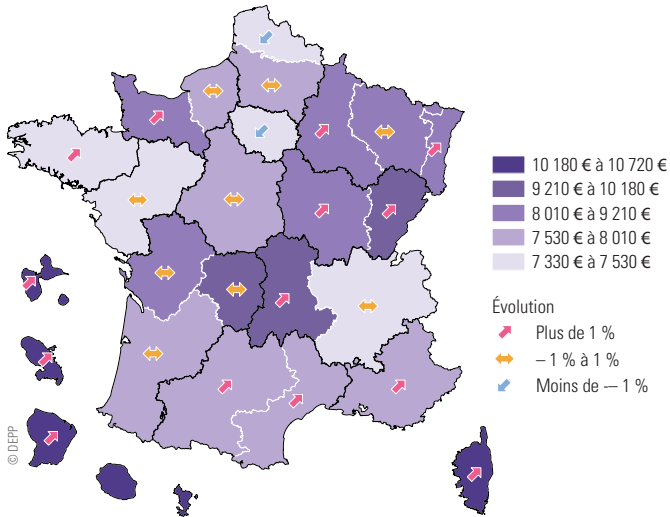 10 180 € à 10 720 €
9 210 € à 10 180 €
8 010 € à 9 210 €
7 530 € à 8 010 €
7 330 € à 7 530 €
Évolution
Plus de 1 %
– 1 % à 1 %
Moins de –– 1 %
© DEPP